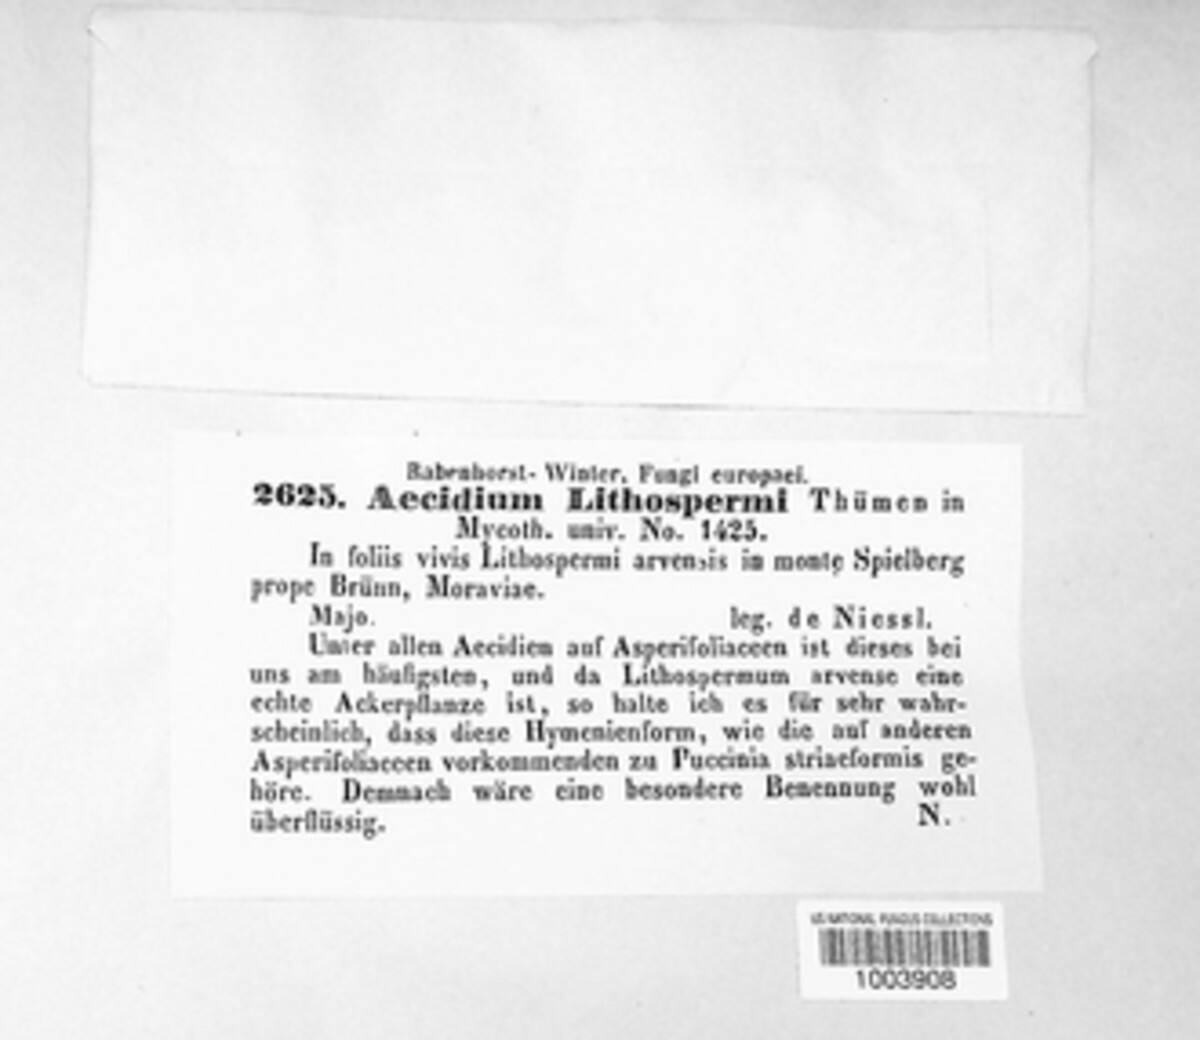 Rabenhorst-Winter, Fungi europaei.
2625. Aecidium Lithospermi Thümen in
Mycoth. univ. No. 1425.
In foliis vivis Lithospermi arvensis in monte Spielberg
prope Brünn, Moraviae.
Majo. leg. de Niessl.
Unter allen Aecidien auf Asperifoliaceen ist dieses bei
uns am häufigsten, und da Lithospermum arvense eine
echte Ackerpflanze ist, so halte ich es für sehr wahr-
scheinlich, dass diese Hymenienform, wie die auf anderen
Asperifoliaceen vorkommenden zu Puccinia striaeformis ge-
höre. Demnach wäre eine besondere Benennung wohl
überflüssig. N.
US NATIONAL FUNGUS COLLECTIONS
1003908